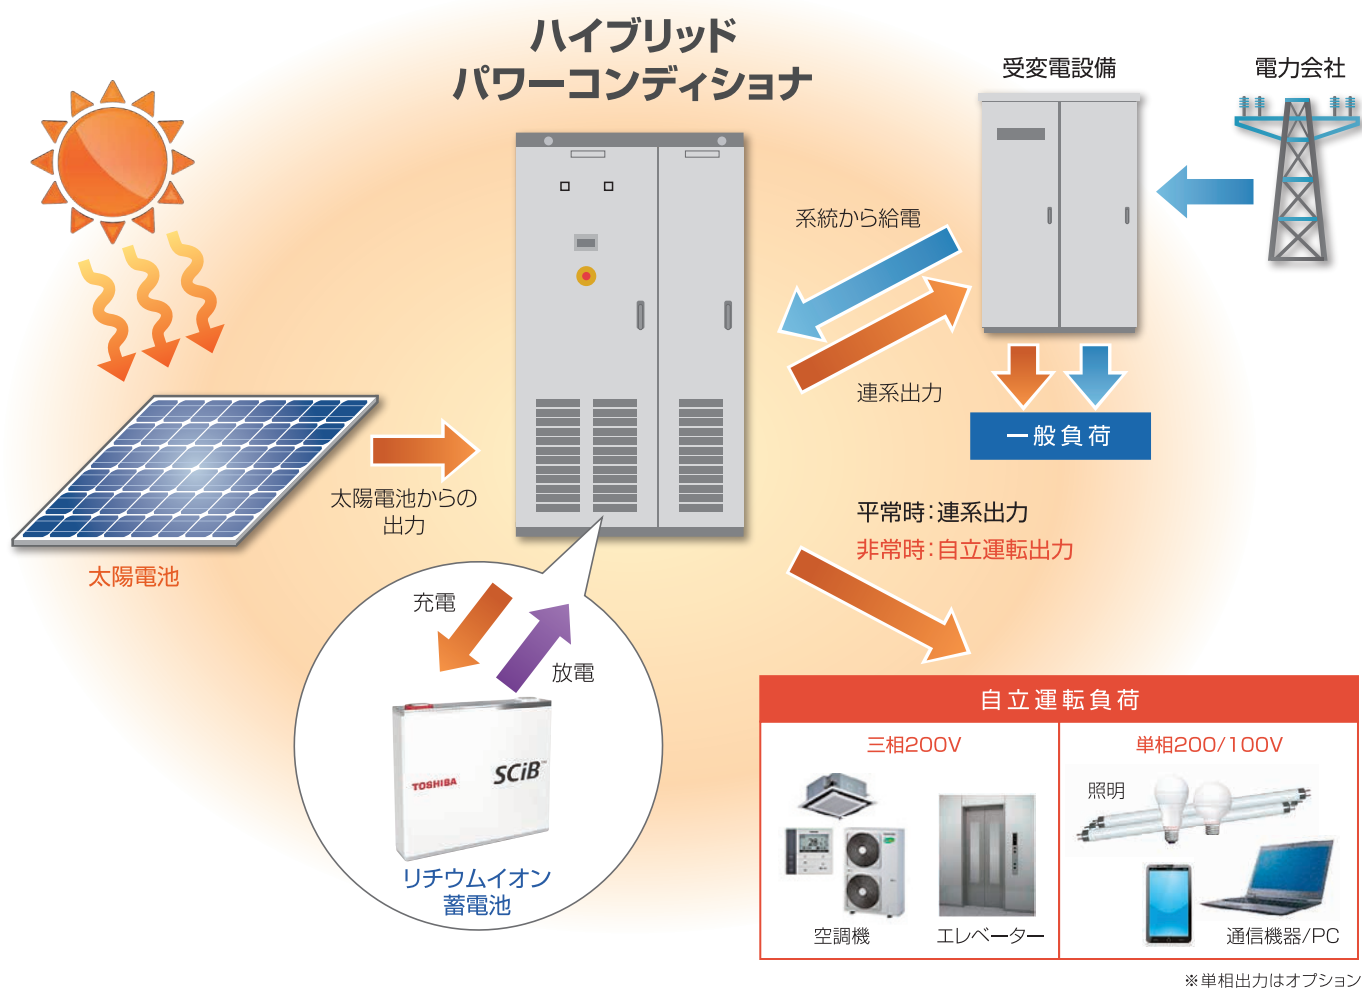 ハイブリッド
パワーコンディショナ
受変電設備
電力会社
系統から給電
連系出力
一般負荷
太陽電池からの
出力
太陽電池
平常時：連系出力
非常時：自立運転出力
充電
放電
TOSHIBA
SCiB™
リチウムイオン
蓄電池
自立運転負荷
三相200V
単相200/100V
照明
空調機
エレベーター
通信機器/PC
※単相出力はオプション